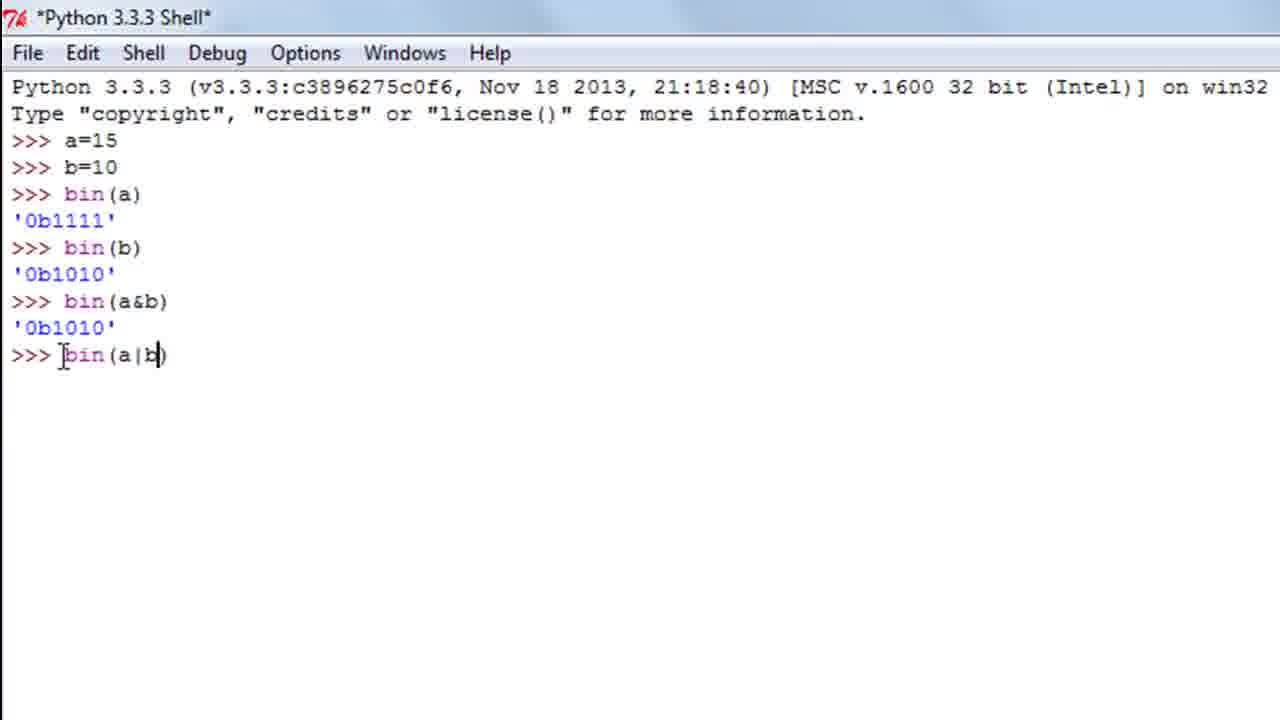 *Python 3.3.3 Shell*
File Edit Shell Debug Options Windows Help
Python 3.3.3 (v3.3.3:c3896275c0f6, Nov 18 2013, 21:18:40) [MSC v.1600 32 bit (Intel)] on win32
Type "copyright", "credits" or "license()" for more information.
>>> a=15
>>> b=10
>>> bin(a)
'0b1111'
>>> bin(b)
'0b1010'
>>> bin(a&b)
'0b1010'
>>> bin(a|b)